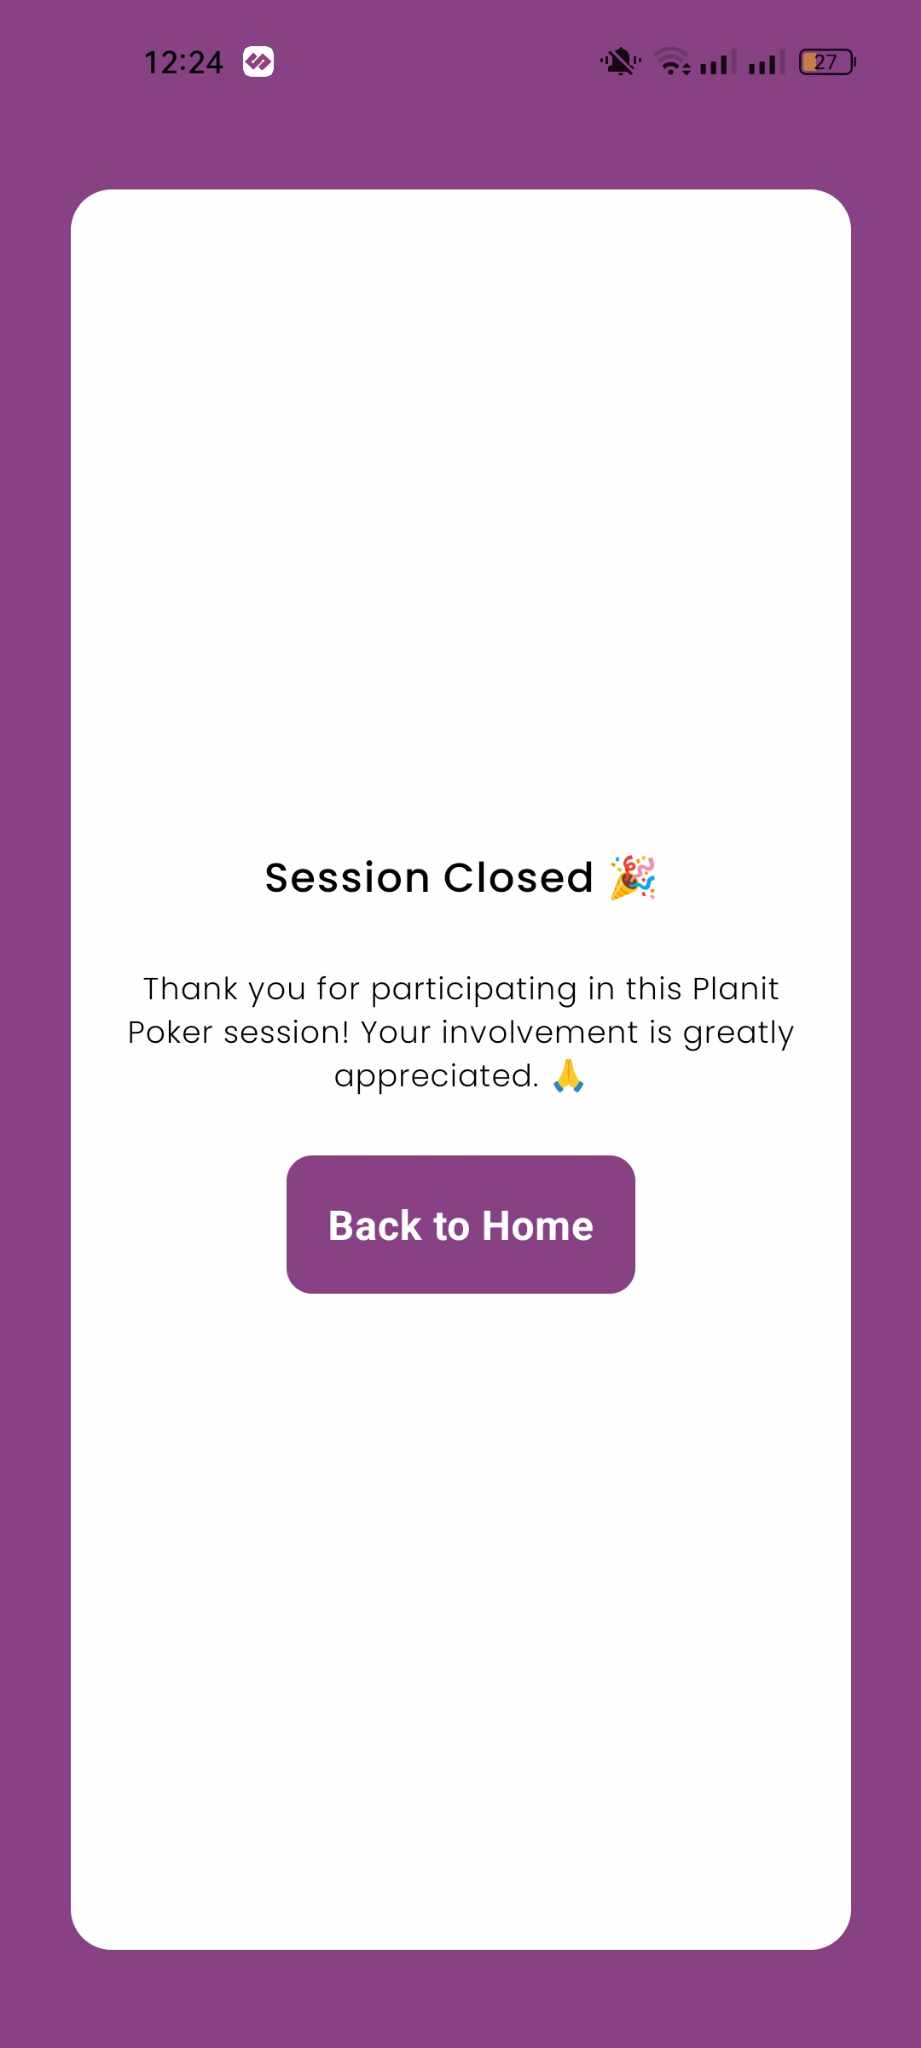 12:24
27
Session Closed 🎉
Thank you for participating in this Planit
Poker session! Your involvement is greatly
appreciated. 🙏
Back to Home